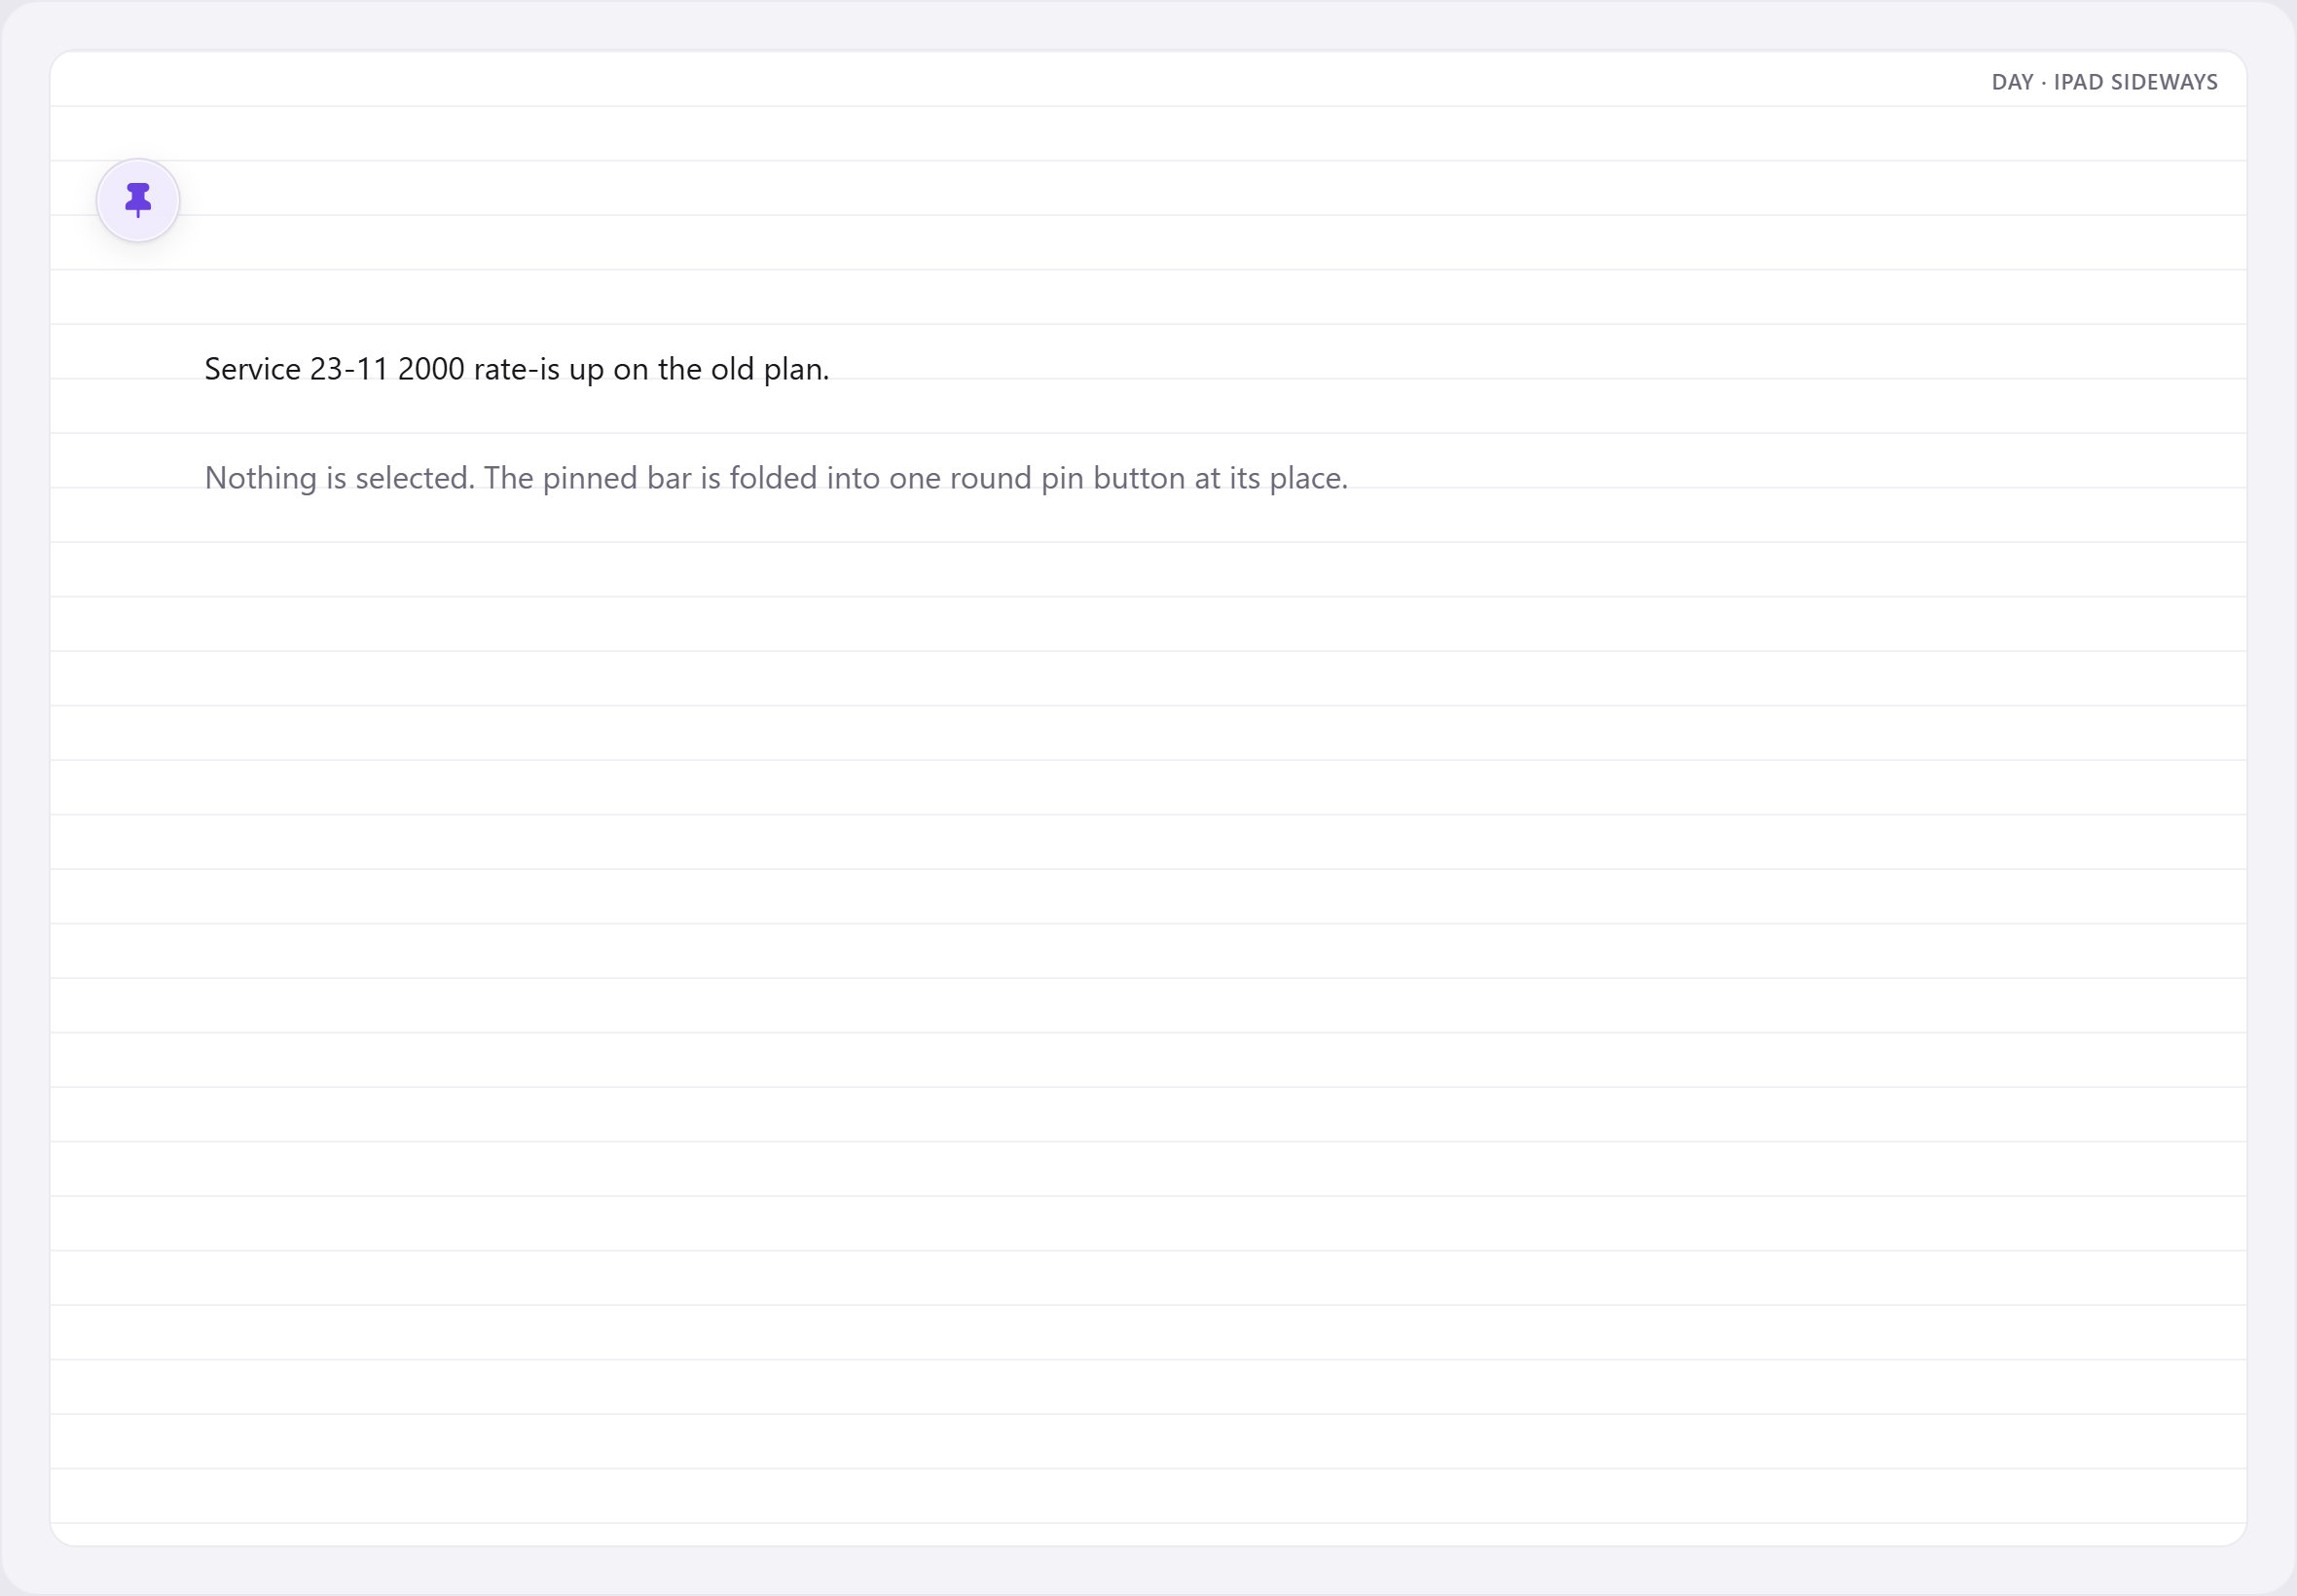 DAY · IPAD SIDEWAYS
Service 23-11 2000 rate-is up on the old plan.
Nothing is selected. The pinned bar is folded into one round pin button at its place.